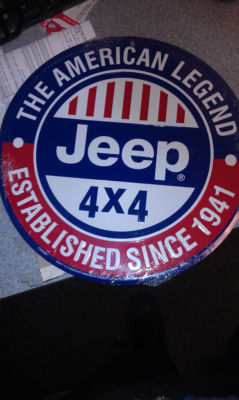 THE AMERICAN LEGEND
Jeep®
4x4
ESTABLISHED SINCE 1941